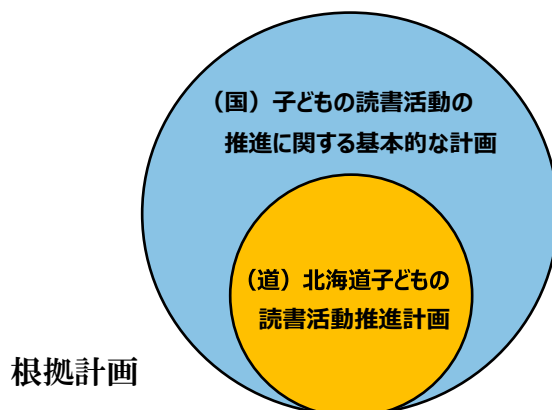 （国）子どもの読書活動の
推進に関する基本的な計画
（道）北海道子どもの
読書活動推進計画
根拠計画